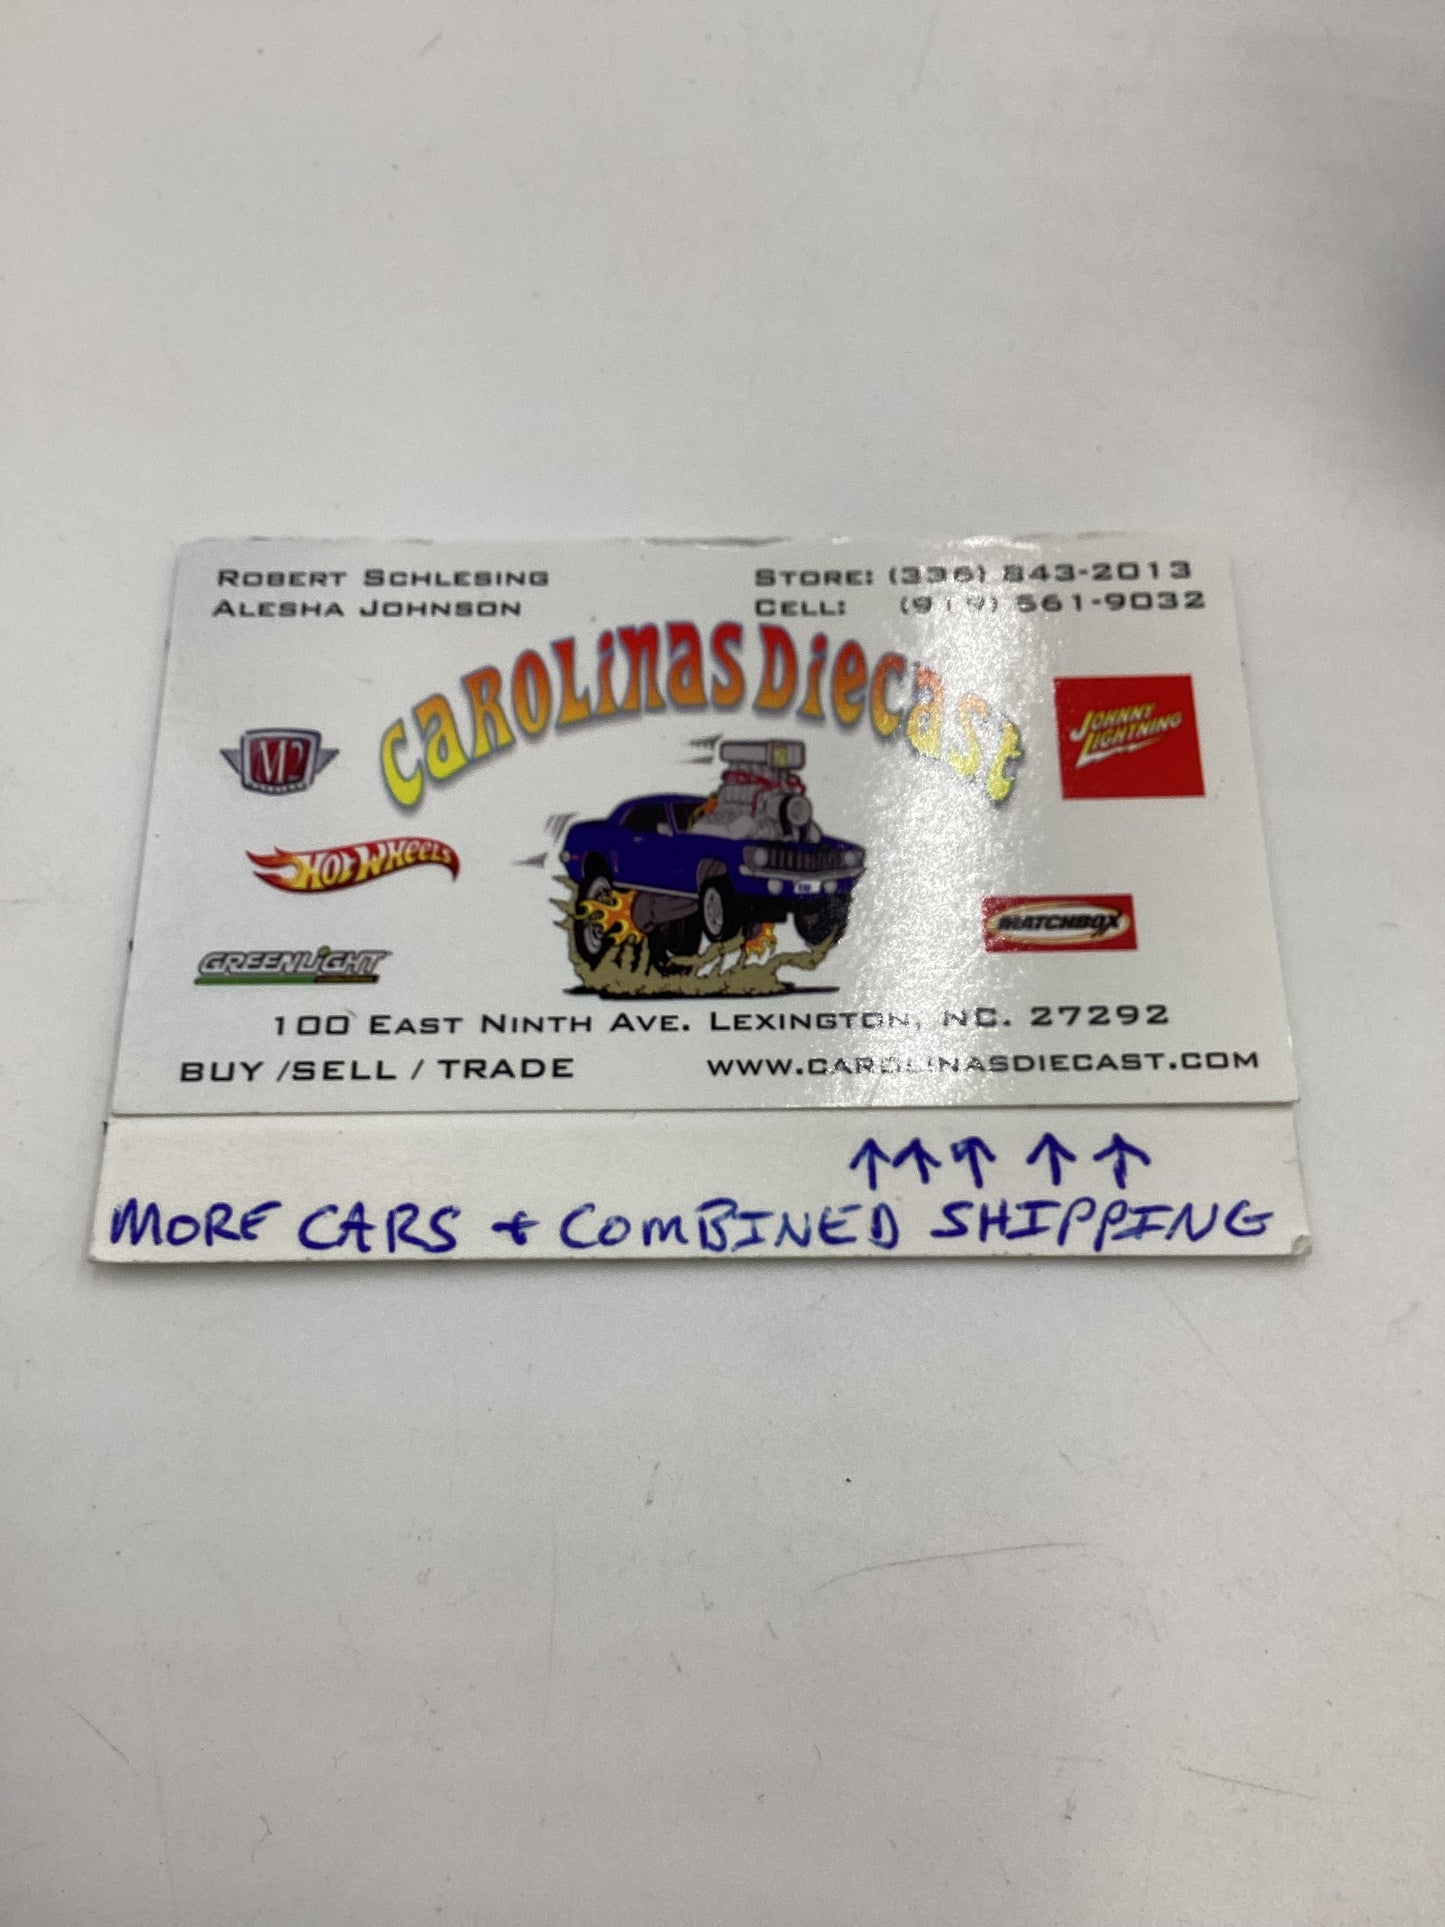 ROBERT SCHLESING
ALESHA JOHNSON
STORE: (336) 843-2013
CELL: (919) 561-9032
CAROLINAS DIECAST
M2
JOHNNY LIGHTNING
HOT WHEELS
MATCHBOX
GREENLIGHT
100 EAST NINTH AVE. LEXINGTON, NC. 27292
BUY /SELL / TRADE
WWW.CAROLINASDIECAST.COM
↑↑↑↑↑
MORE CARS + COMBINED SHIPPING